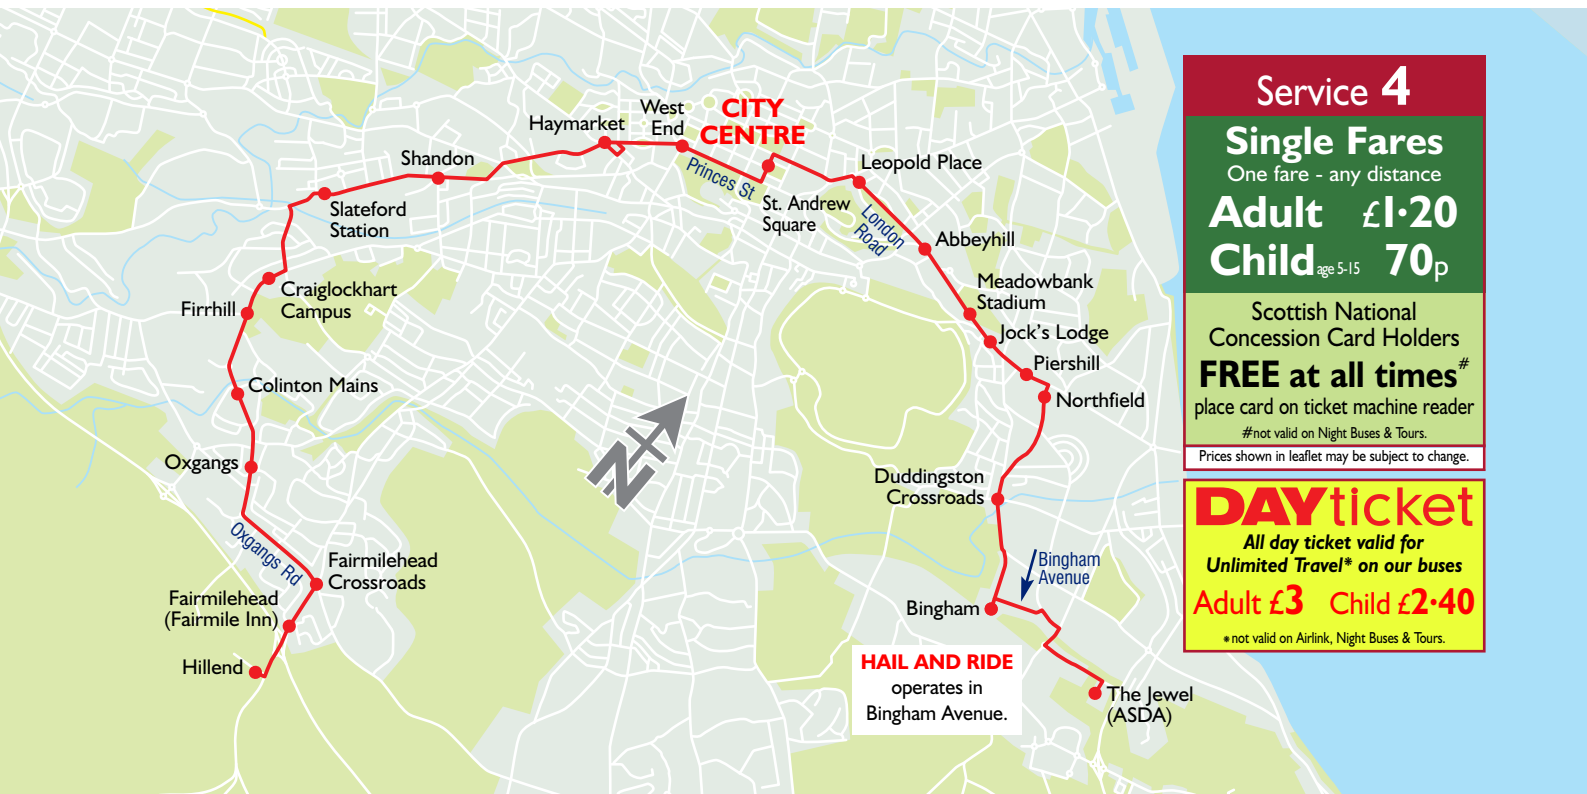 Haymarket
West
End
CITY
CENTRE
Princes St
Shandon
Leopold Place
St. Andrew
Square
London
Road
Slateford
Station
Abbeyhill
Craiglockhart
Campus
Meadowbank
Stadium
Firrhill
Jock's Lodge
Piershill
Colinton Mains
Northfield
Oxgangs
N
Duddingston
Crossroads
Oxgangs Rd
Fairmilehead
Crossroads
Bingham
Avenue
Fairmilehead
(Fairmile Inn)
Bingham
Hillend
HAIL AND RIDE
operates in
Bingham Avenue.
The Jewel
(ASDA)
Service 4
Single Fares
One fare - any distance
Adult £1·20
Child age 5-15 70p
Scottish National
Concession Card Holders
FREE at all times#
place card on ticket machine reader
#not valid on Night Buses & Tours.
Prices shown in leaflet may be subject to change.
DAYticket
All day ticket valid for
Unlimited Travel* on our buses
Adult £3 Child £2·40
*not valid on Airlink, Night Buses & Tours.